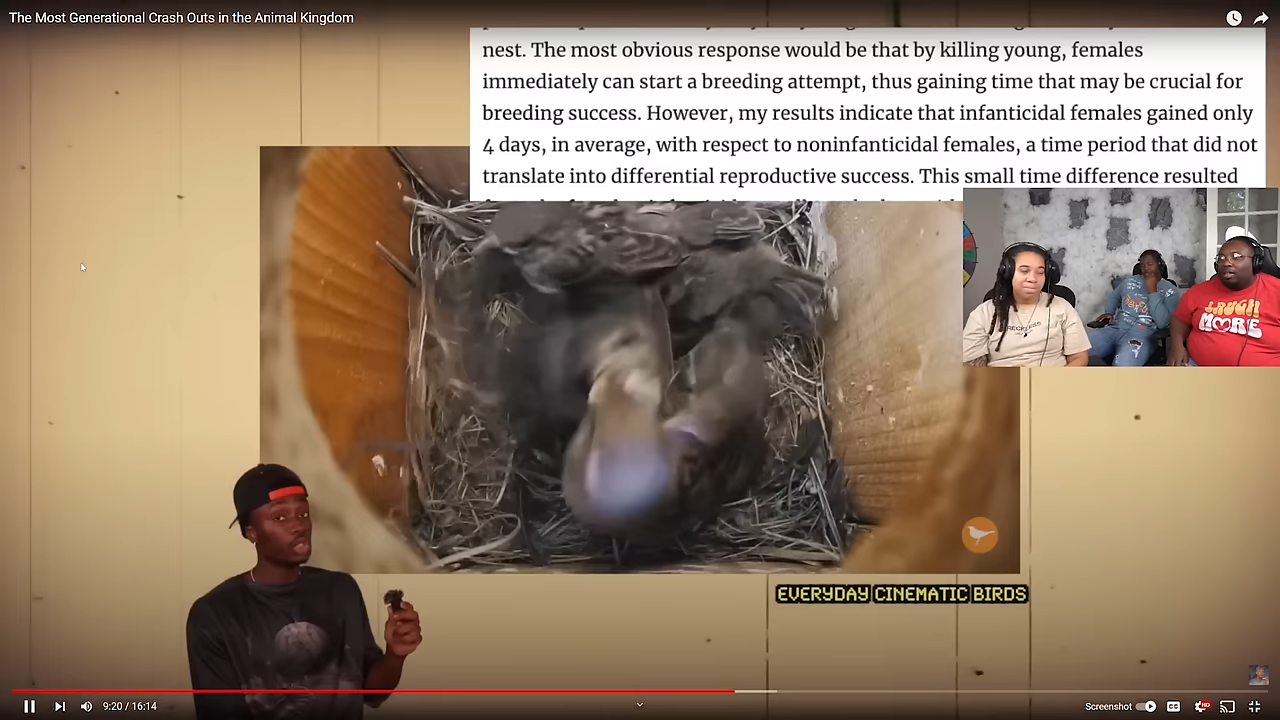 The Most Generational Crash Outs in the Animal Kingdom
nest. The most obvious response would be that by killing young, females
immediately can start a breeding attempt, thus gaining time that may be crucial for
breeding success. However, my results indicate that infanticidal females gained only
4 days, in average, with respect to noninfanticidal females, a time period that did not
translate into differential reproductive success. This small time difference resulted
RECKLESS
LAUGH
MORE
EVERYDAY CINEMATIC BIRDS
9:20 / 16:14
Screenshot
CC
HD